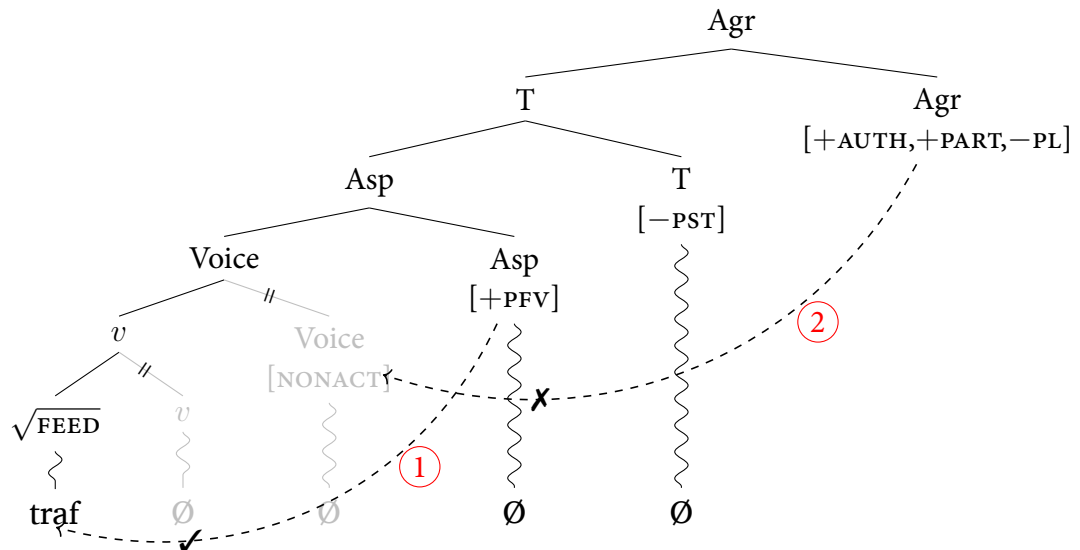 Agr
T Agr
[+AUTH,+PART,−PL]
Asp T
[−PST]
Voice Asp
[+PFV]
v Voice
[NONACT]
2
√FEED v
1
traf Ø Ø Ø Ø
✗
✓